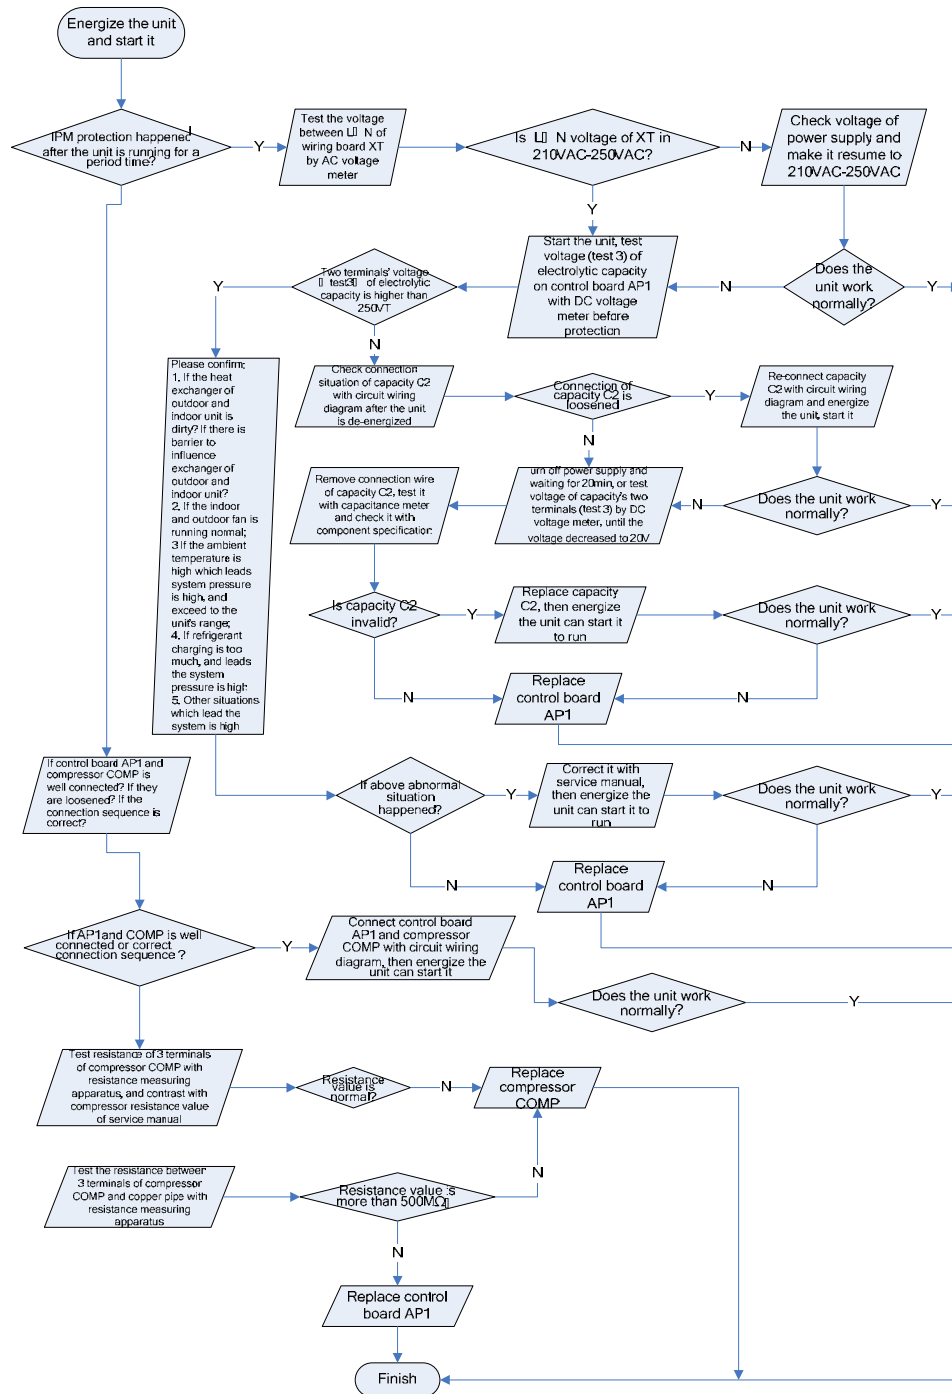 Energize the unit
and start it
IPM protection happened
after the unit is running for a
period time?
Y
Test the voltage
between L N of
wiring board XT
by AC voltage
meter
Is L N voltage of XT in
210VAC-250VAC?
N
Check voltage of
power supply and
make it resume to
210VAC-250VAC
Y
Start the unit, test
voltage (test 3) of
electrolytic capacity
on control board AP1
with DC voltage
meter before
protection
N
Does the
unit work
normally?
Y
Y
Two terminals' voltage
test3 of electrolytic
capacity is higher than
250VT
N
Please confirm:
1. If the heat
exchanger of
outdoor and
indoor unit is
dirty? If there is
barrier to
influence
exchanger of
outdoor and
indoor unit?
2. If the indoor
and outdoor fan is
running normal;
3 If the ambient
temperature is
high which leads
system pressure
is high, and
exceed to the
unit's range;
4. If refrigerant
charging is too
much, and leads
the system
pressure is high
5. Other situations
which lead the
system is high
Check connection
situation of capacity C2
with circuit wiring
diagram after the unit
is de-energized
Connection of
capacity C2 is
loosened
Y
Re-connect capacity
C2 with circuit wiring
diagram and energize
the unit, start it
N
Remove connection wire
of capacity C2, test it
with capacitance meter
and check it with
component specification
urn off power supply and
waiting for 20min, or test
voltage of capacity's two
terminals (test 3) by DC
voltage meter, until the
voltage decreased to 20V
N
Does the unit work
normally?
Y
Is capacity C2
invalid?
Y
Replace capacity
C2, then energize
the unit can start it
to run
Does the unit work
normally?
Y
N
Replace
control board
AP1
N
If control board AP1 and
compressor COMP is
well connected? If they
are loosened? If the
connection sequence is
correct?
If above abnormal
situation
happened?
Y
Correct it with
service manual,
then energize the
unit can start it to
run
Does the unit work
normally?
Y
N
Replace
control board
AP1
N
If AP1and COMP is well
connected or correct
connection sequence ?
Y
Connect control board
AP1 and compressor
COMP with circuit wiring
diagram, then energize the
unit can start it
Does the unit work
normally?
Y
Test resistance of 3 terminals
of compressor COMP with
resistance measuring
apparatus, and contrast with
compressor resistance value
of service manual
Resistance
value is
normal?
N
Replace
compressor
COMP
Test the resistance between
3 terminals of compressor
COMP and copper pipe with
resistance measuring
apparatus
Resistance value is
more than 500MΩ
N
N
Replace control
board AP1
Finish